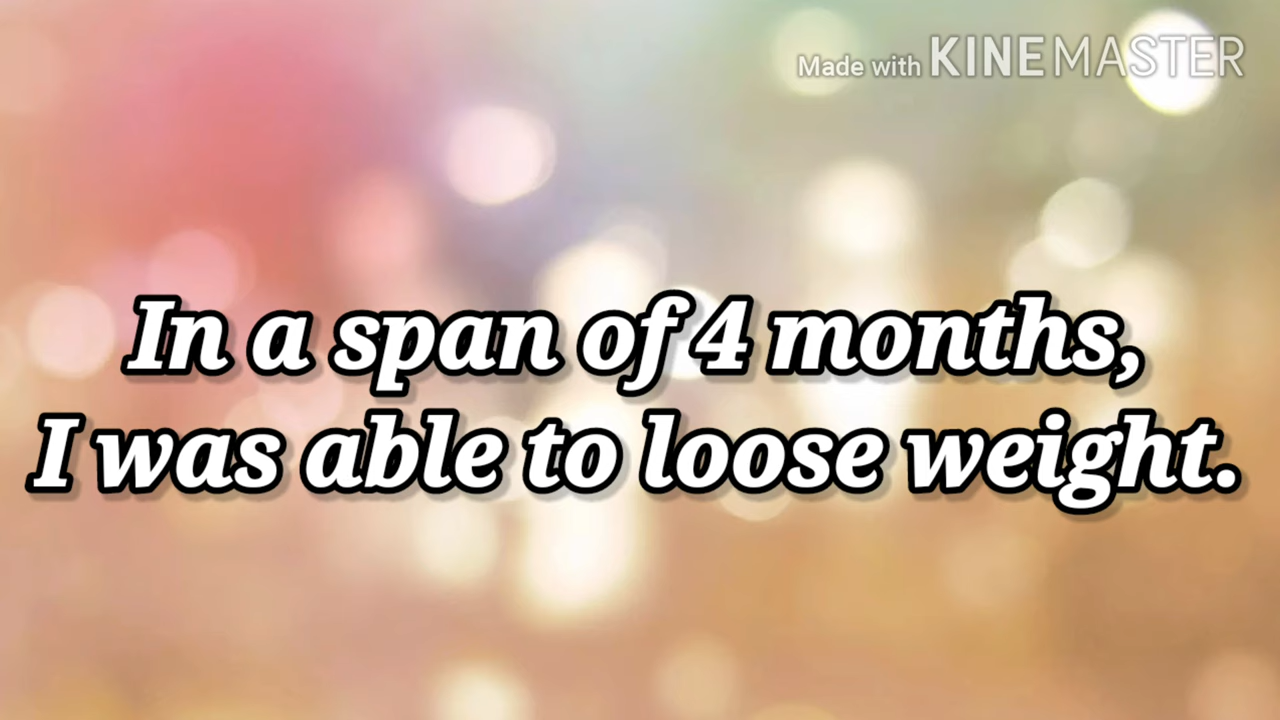 Made with KINEMASTER
In a span of 4 months,
I was able to loose weight.